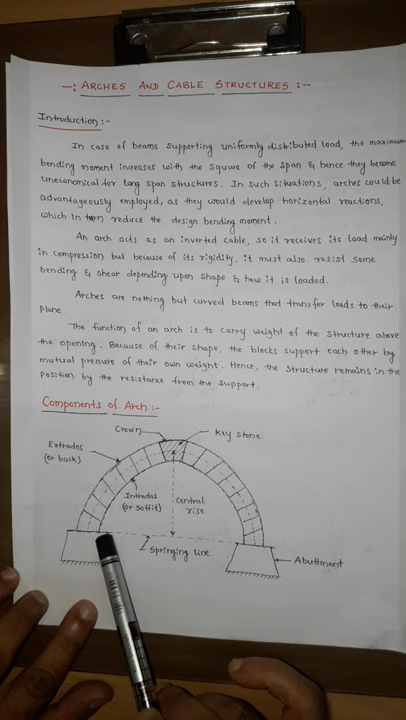 -: ARCHES AND CABLE STRUCTURES :-
Introduction :-
In case of beams supporting uniformly distributed load, the maximum
bending moment increases with the square of the span & hence they become
uneconomical for long span structures. In such situations, arches could be
advantageously employed, as they would develop horizontal reactions,
which in turn reduce the design bending moment.
An arch acts as an inverted cable, so it receives its load mainly
in compression but because of its rigidity, it must also resist some
bending & shear depending upon shape & how it is loaded.
Arches are nothing but curved beams that transfer loads to their
plane.
The function of an arch is to carry weight of the structure above
the opening. Because of their shape, the blocks support each other by
mutual presure of their own weight. Hence, the structure remains in the
position by the resistance from the support.
Components of Arch :-
Crown
Key stone
Extrados
(or back)
Intrados
(or soffit)
Central
rise
Springing line
Abuttment